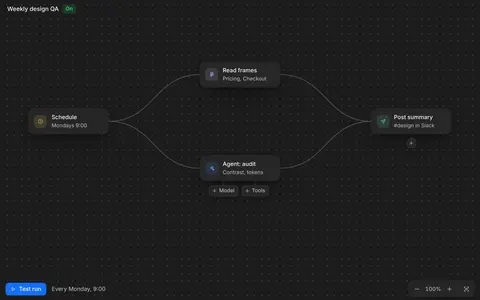 Weekly design QA On
Read frames
Pricing, Checkout
Schedule
Mondays 9:00
Post summary
#design in Slack
Agent: audit
Contrast, tokens
+ Model + Tools
Test run Every Monday, 9:00
− 100% +